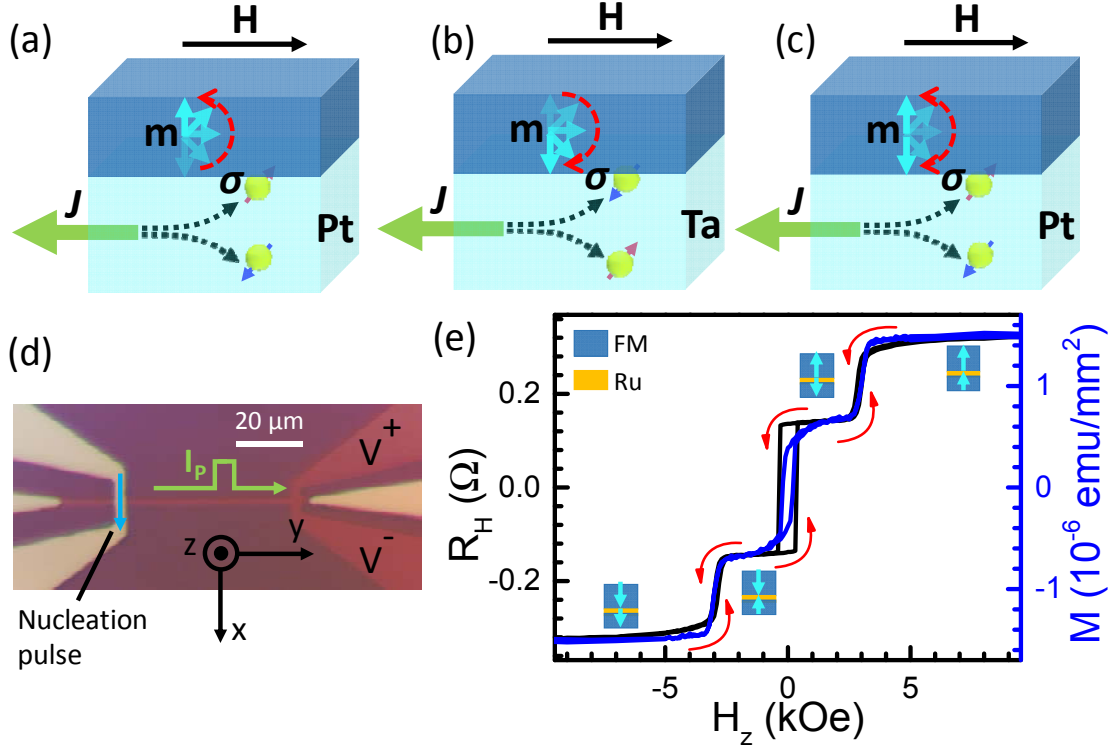 (a)
H
m
σ
J
Pt
(b)
H
m
σ
J
Ta
(c)
H
m
σ
J
Pt
(d)
20 μm
I_P
V⁺
V⁻
z
y
x
Nucleation
pulse
(e)
FM
Ru
R_H (Ω)
0.2
0.0
-0.2
M (10⁻⁶ emu/mm²)
1
0
-1
-5
0
5
H_z (kOe)